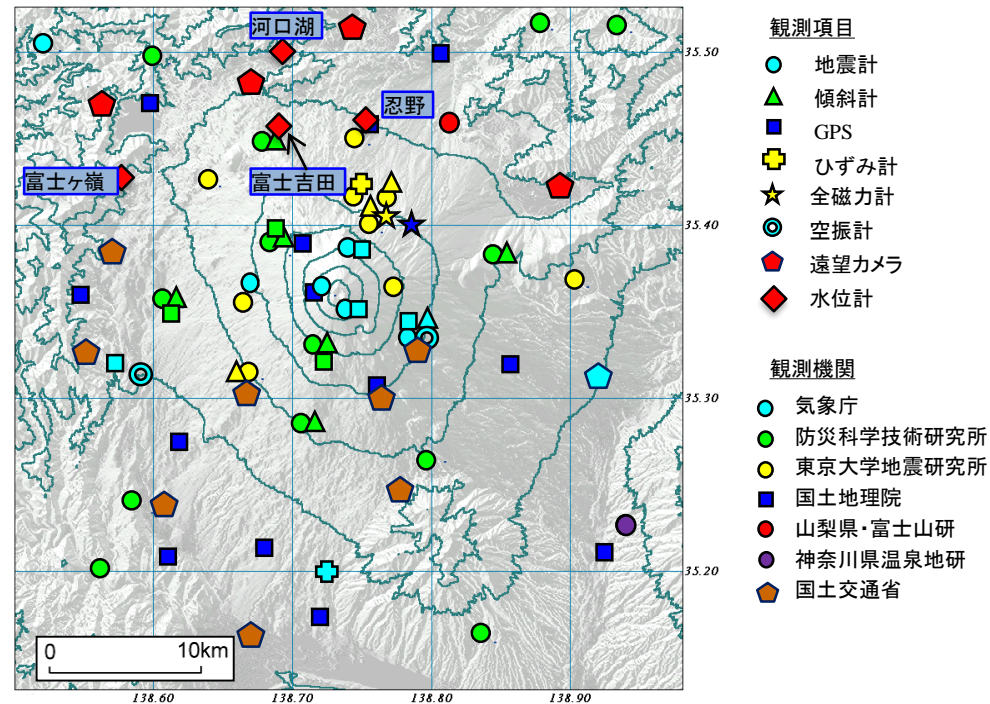 河口湖
忍野
富士ヶ嶺
富士吉田
35.50
35.40
35.30
35.20
138.60
138.70
138.80
138.90
0
10km
観測項目
地震計
傾斜計
GPS
ひずみ計
全磁力計
空振計
遠望カメラ
水位計
観測機関
気象庁
防災科学技術研究所
東京大学地震研究所
国土地理院
山梨県・富士山研
神奈川県温泉地研
国土交通省